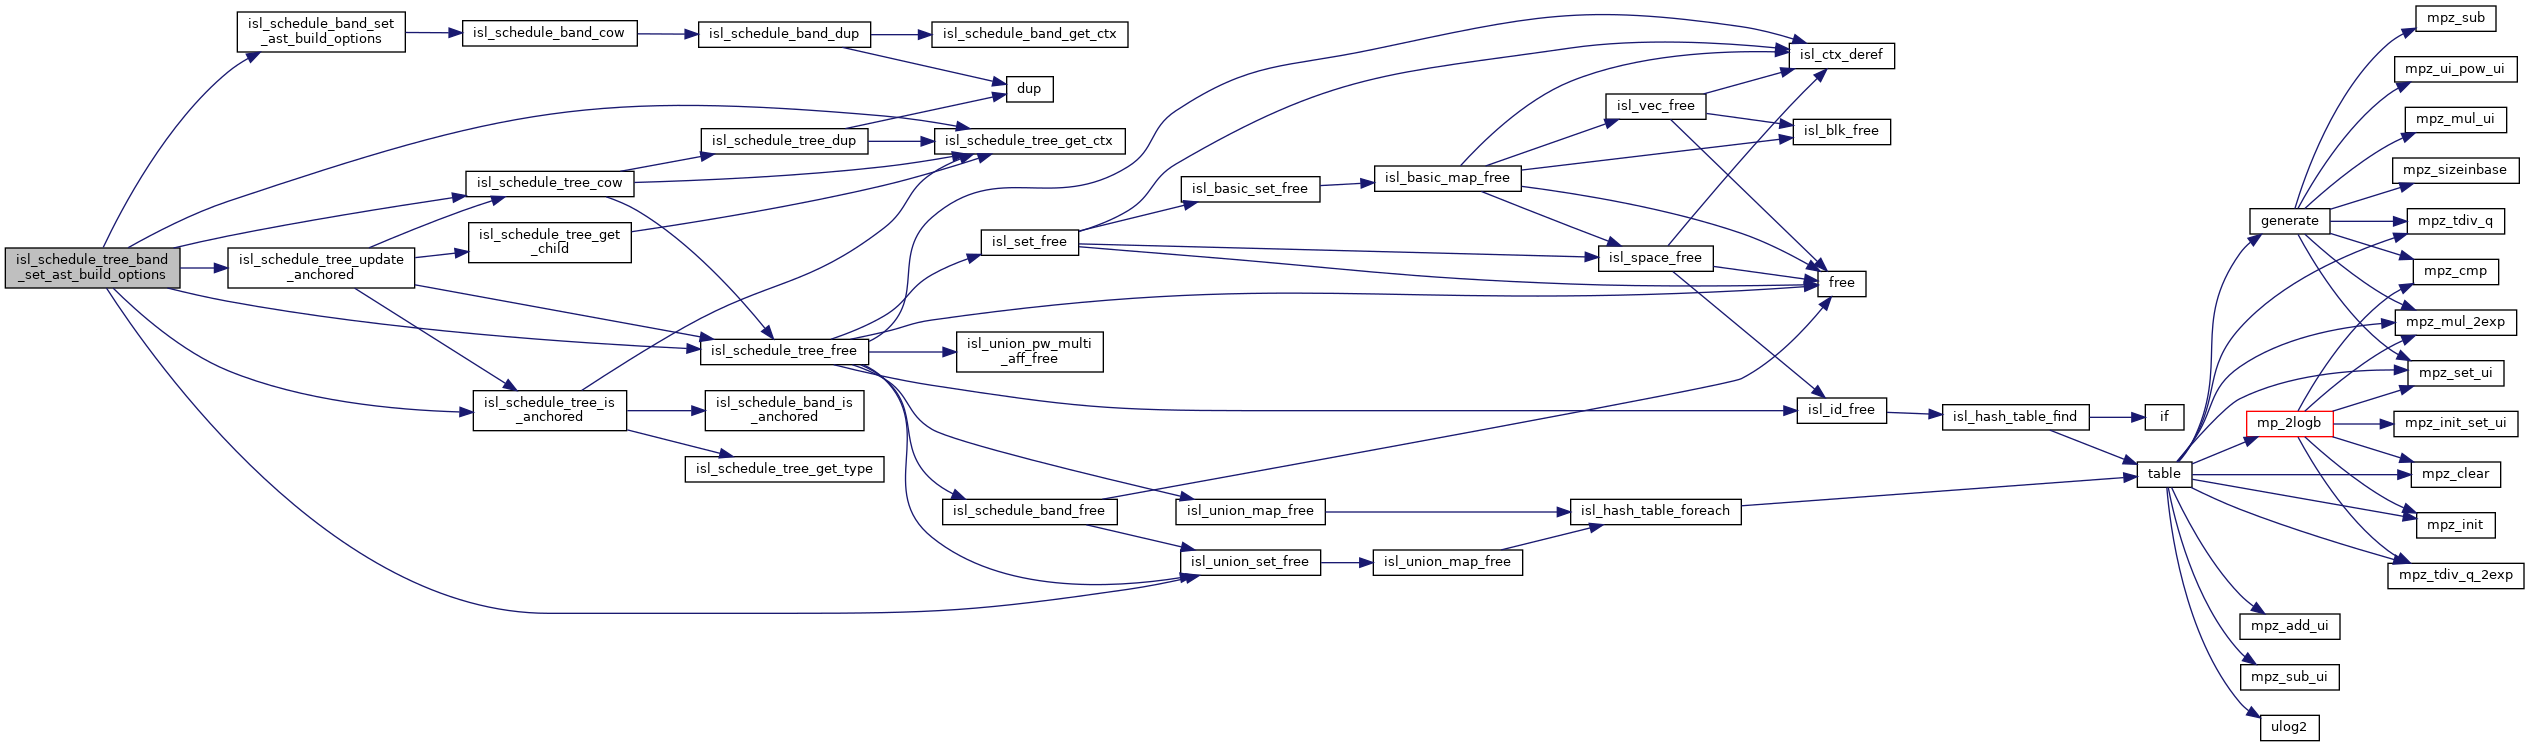 isl_schedule_tree_band
_set_ast_build_options
isl_schedule_band_set
_ast_build_options
isl_schedule_tree_update
_anchored
isl_schedule_band_cow
isl_schedule_tree_cow
isl_schedule_tree_get
_child
isl_schedule_tree_is
_anchored
isl_schedule_band_dup
isl_schedule_tree_dup
isl_schedule_tree_free
isl_schedule_band_is
_anchored
isl_schedule_tree_get_type
isl_schedule_band_get_ctx
dup
isl_schedule_tree_get_ctx
isl_set_free
isl_union_pw_multi
_aff_free
isl_schedule_band_free
isl_basic_set_free
isl_union_map_free
isl_union_set_free
isl_basic_map_free
isl_union_map_free
isl_vec_free
isl_space_free
isl_hash_table_foreach
isl_ctx_deref
isl_blk_free
free
isl_id_free
isl_hash_table_find
if
table
generate
mp_2logb
mpz_add_ui
mpz_sub_ui
ulog2
mpz_sub
mpz_ui_pow_ui
mpz_mul_ui
mpz_sizeinbase
mpz_tdiv_q
mpz_cmp
mpz_mul_2exp
mpz_set_ui
mpz_init_set_ui
mpz_clear
mpz_init
mpz_tdiv_q_2exp